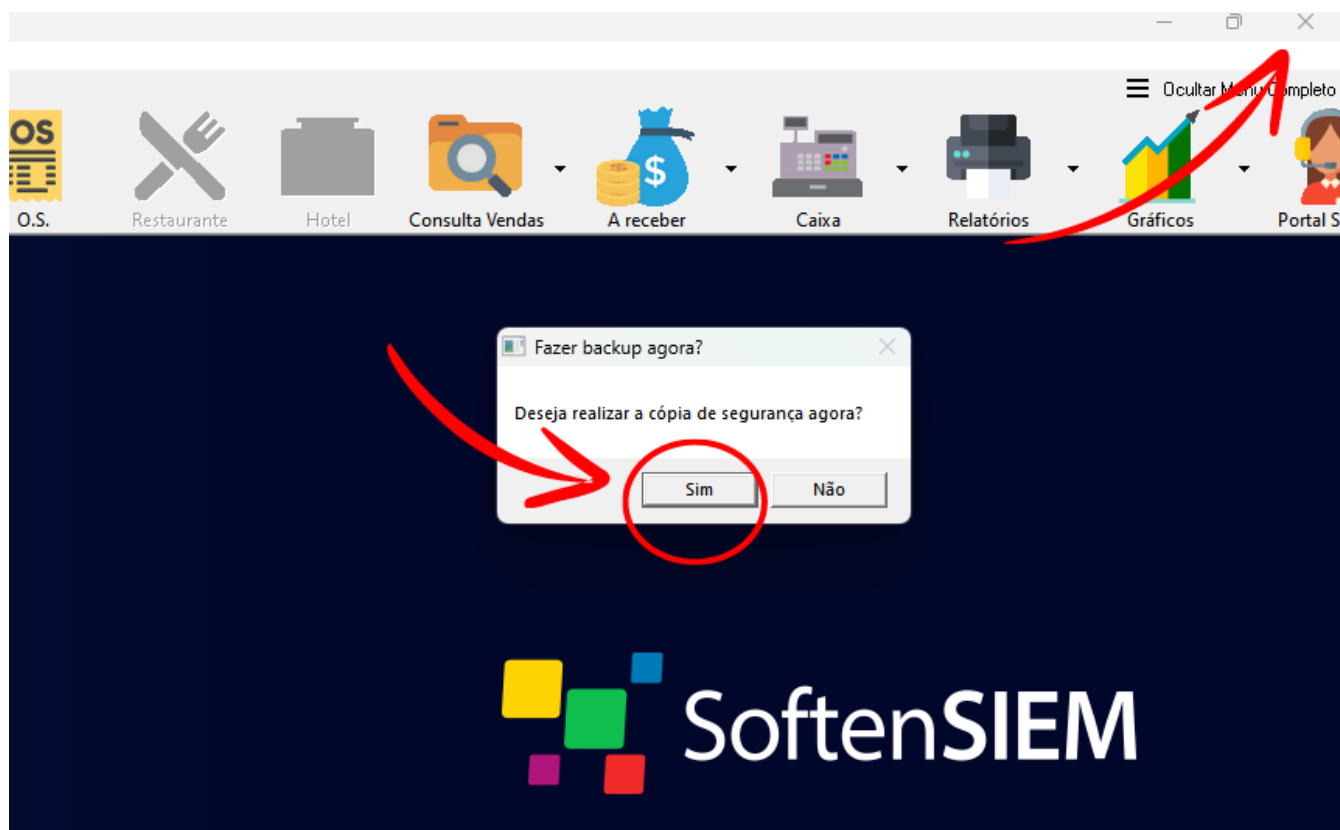 Ocultar Menu Completo
OS
$
O.S.
Restaurante
Hotel
Consulta Vendas
A receber
Caixa
Relatórios
Gráficos
Portal S
Fazer backup agora?
Deseja realizar a cópia de segurança agora?
Sim
Não
SoftenSIEM